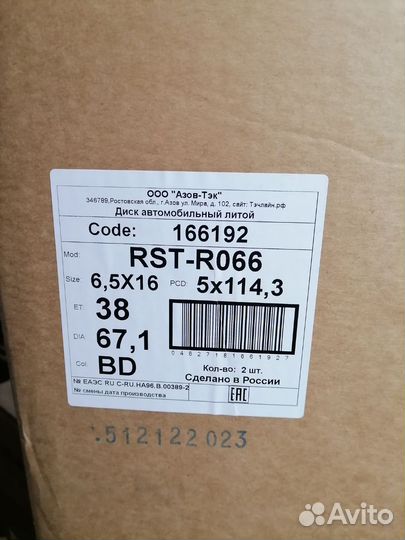 ООО "Азов-Тэк"
346789,Ростовская обл., г.Азов ул. Мира, д. 102, сайт: Тэчлайн.рф
Диск автомобильный литой
Code: 166192
Mod: RST-R066
Size: 6,5X16 PCD: 5x114,3
ET: 38
DIA: 67,1
0462718166192
Col: BD
Кол-во: 2 шт.
Сделано в России
№ ЕАЭС RU C-RU.HA96.B.00389-2
№ смены дата производства
EAC
.512122023
Avito